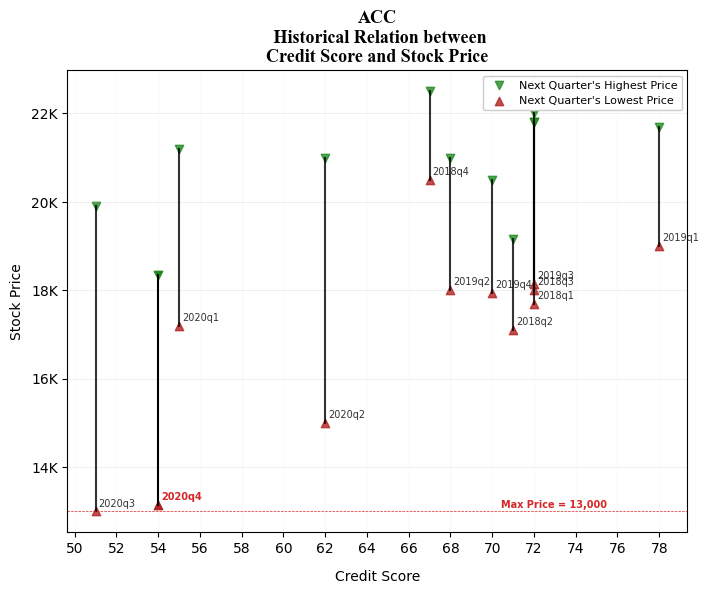 ACC
Historical Relation between
Credit Score and Stock Price
Next Quarter's Highest Price
Next Quarter's Lowest Price
22K
20K
18K
16K
14K
Stock Price
2018q4
2019q1
2019q2
2019q4
2019q3
2018q3
2018q1
2018q2
2020q1
2020q2
2020q4
2020q3
Max Price = 13,000
50 52 54 56 58 60 62 64 66 68 70 72 74 76 78
Credit Score